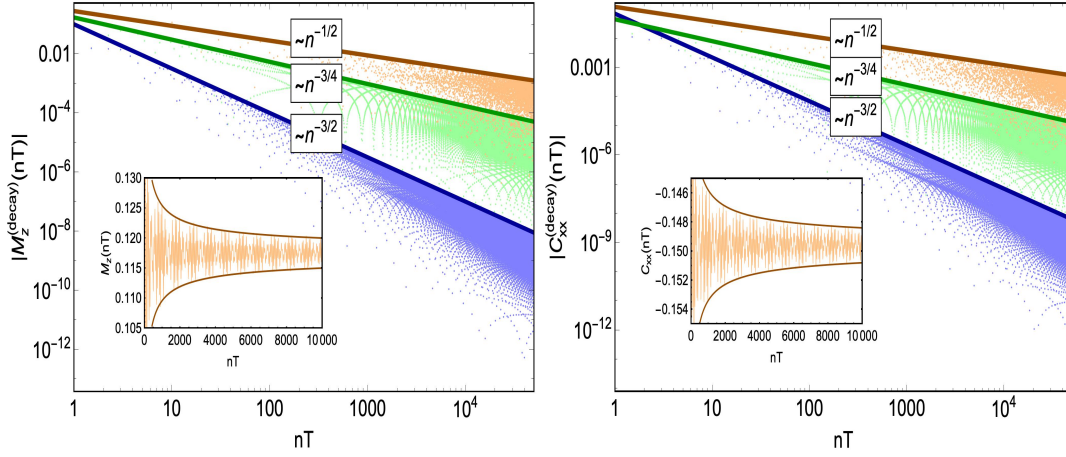 |M_z^(decay)(nT)|
0.01
10^-4
10^-6
10^-8
10^-10
10^-12
~n^-1/2
~n^-3/4
~n^-3/2
M_z(nT)
0.130
0.125
0.120
0.115
0.110
0.105
0 2000 4000 6000 8000 10000
nT
1 10 100 1000 10^4
nT
|C_xx^(decay)(nT)|
0.001
10^-6
10^-9
10^-12
~n^-1/2
~n^-3/4
~n^-3/2
C_xx(nT)
-0.146
-0.148
-0.150
-0.152
-0.154
0 2000 4000 6000 8000 10000
nT
1 10 100 1000 10^4
nT